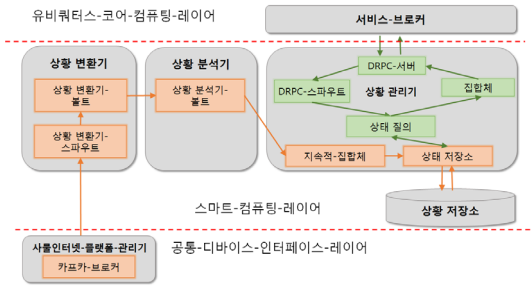 유비쿼터스-코어-컴퓨팅-레이어
서비스-브로커
상황 변환기
상황 변환기-
볼트
상황 변환기-
스파우트
상황 분석기
상황 분석기-
볼트
DRPC-서버
DRPC-스파우트
상황 관리기
집합체
상태 질의
지속적-집합체
상태 저장소
스마트-컴퓨팅-레이어
상황 저장소
사물인터넷-플랫폼-관리기
카프카-브로커
공통-디바이스-인터페이스-레이어